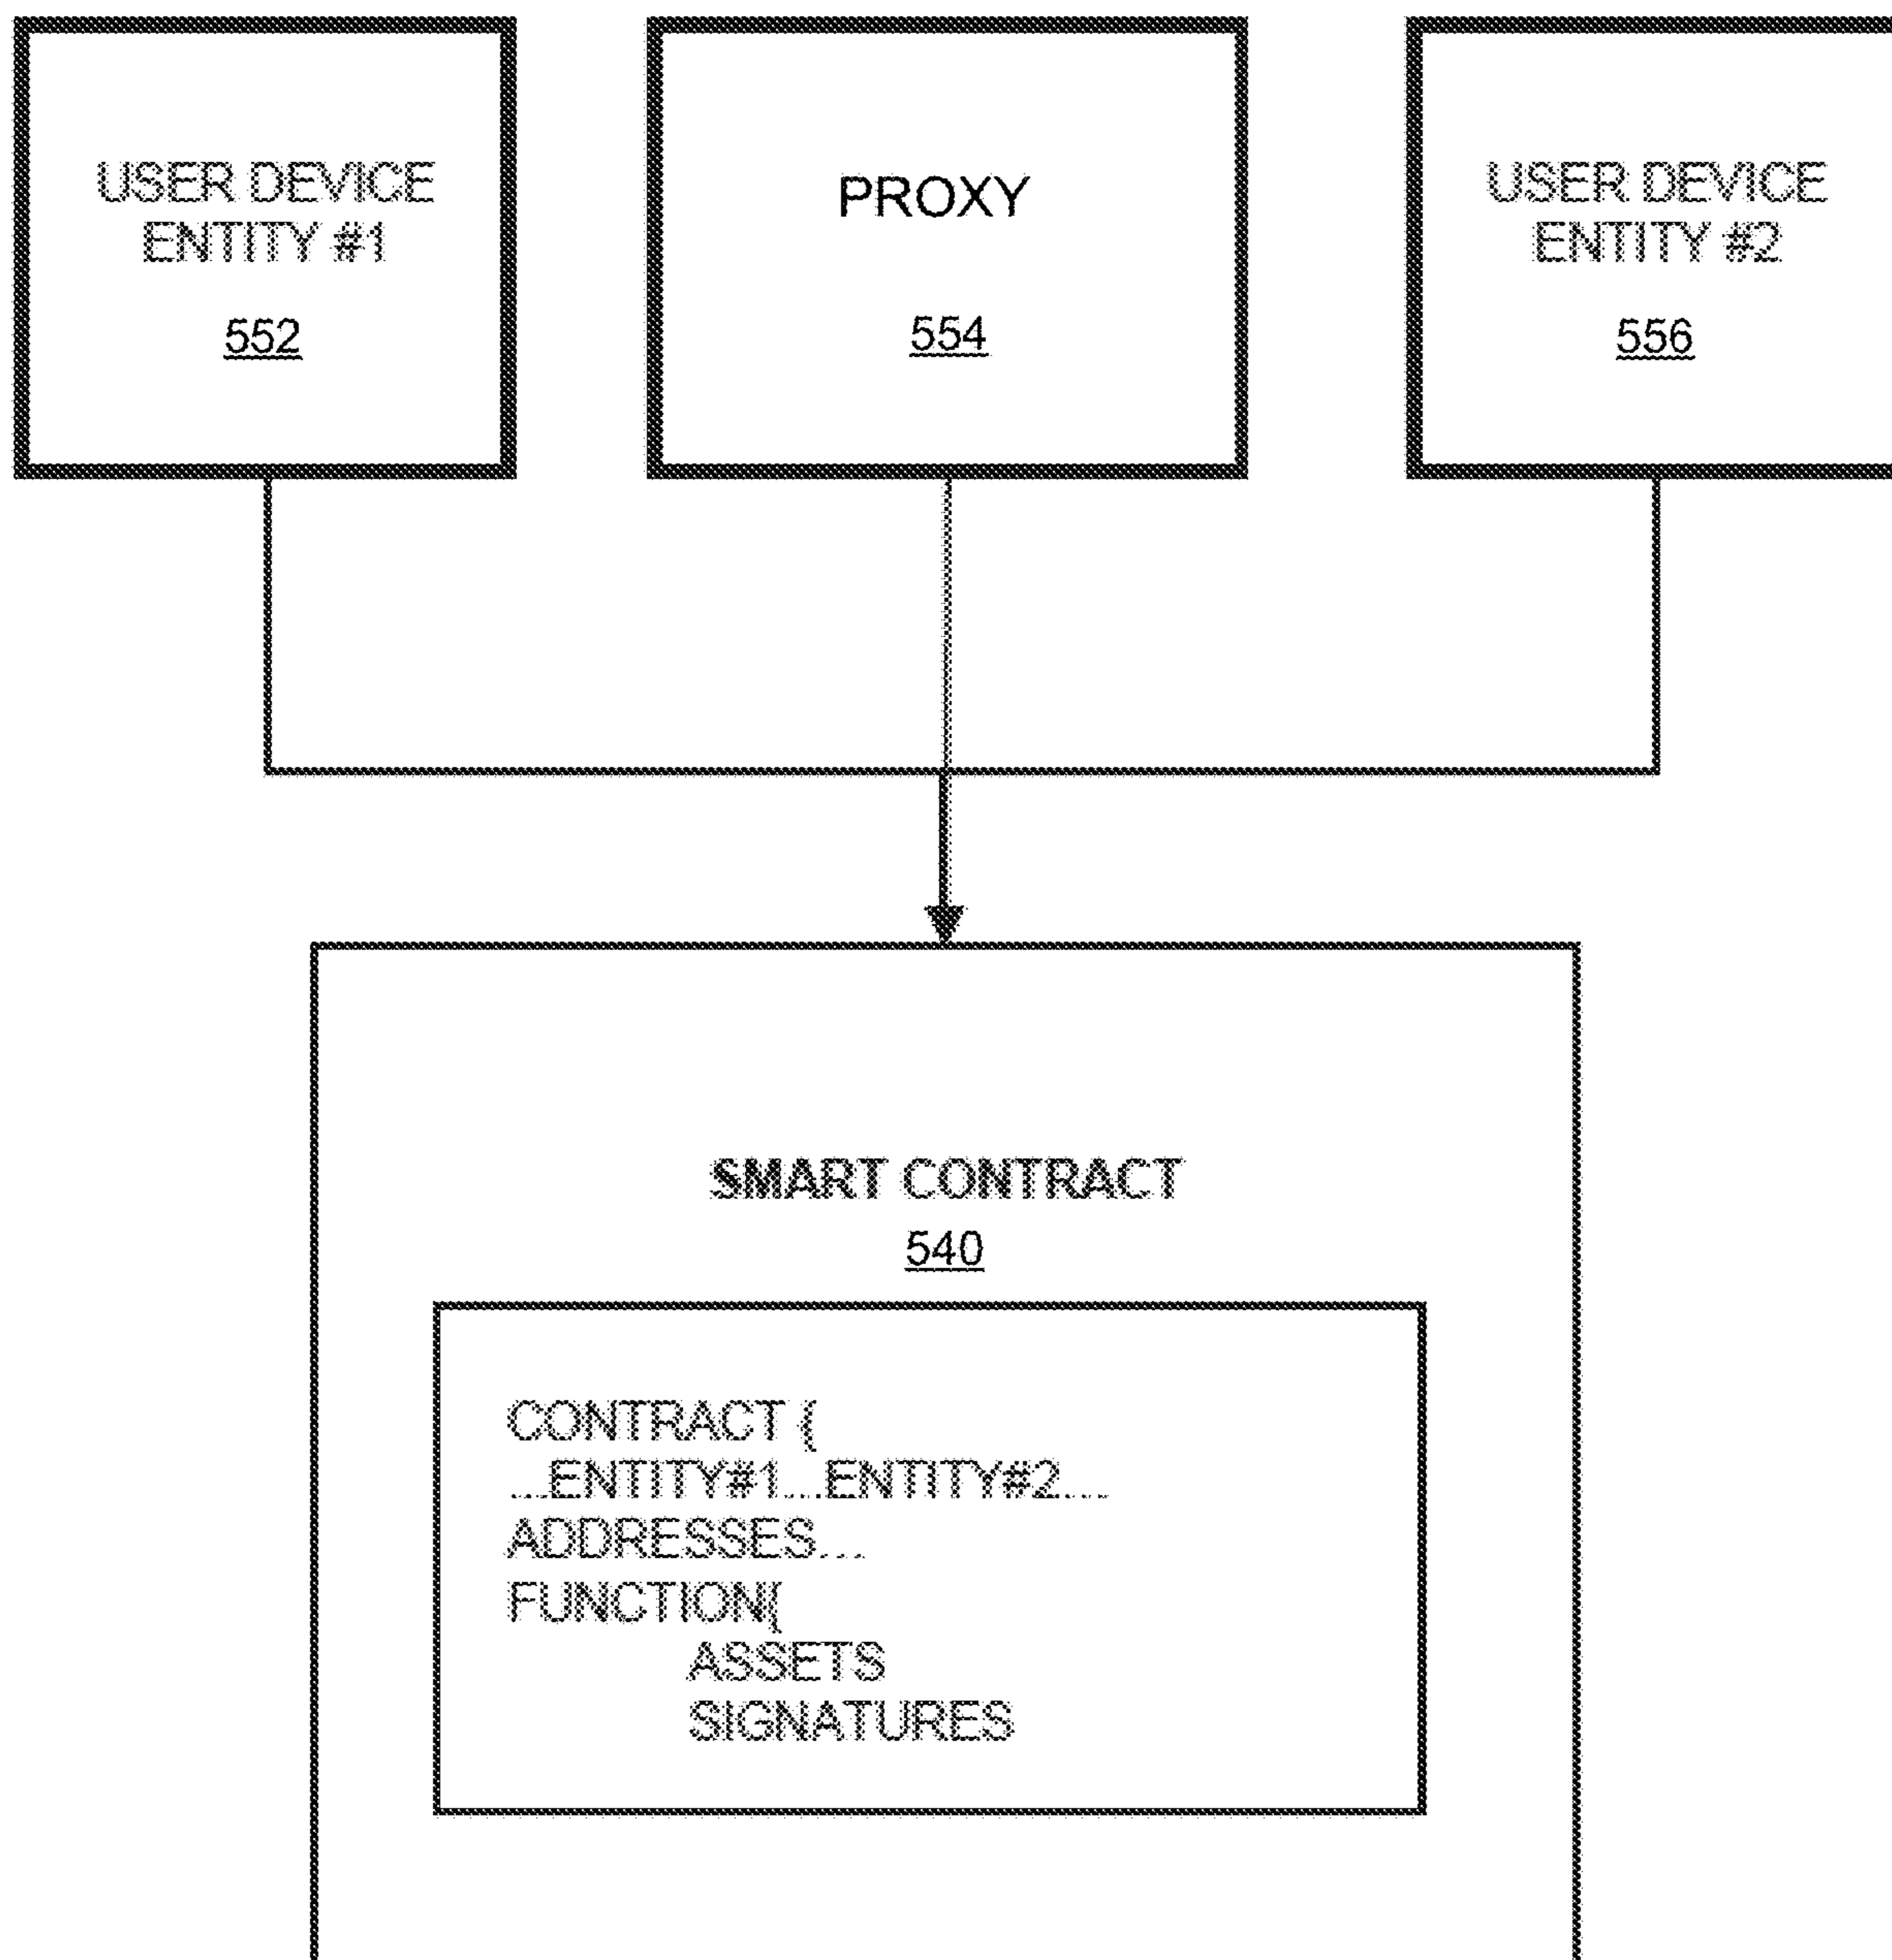 USER DEVICE
ENTITY #1
552
PROXY
554
USER DEVICE
ENTITY #2
556
SMART CONTRACT
540
CONTRACT {
...ENTITY#1....ENTITY#2....
ADDRESSES...
FUNCTION{
ASSETS
SIGNATURES